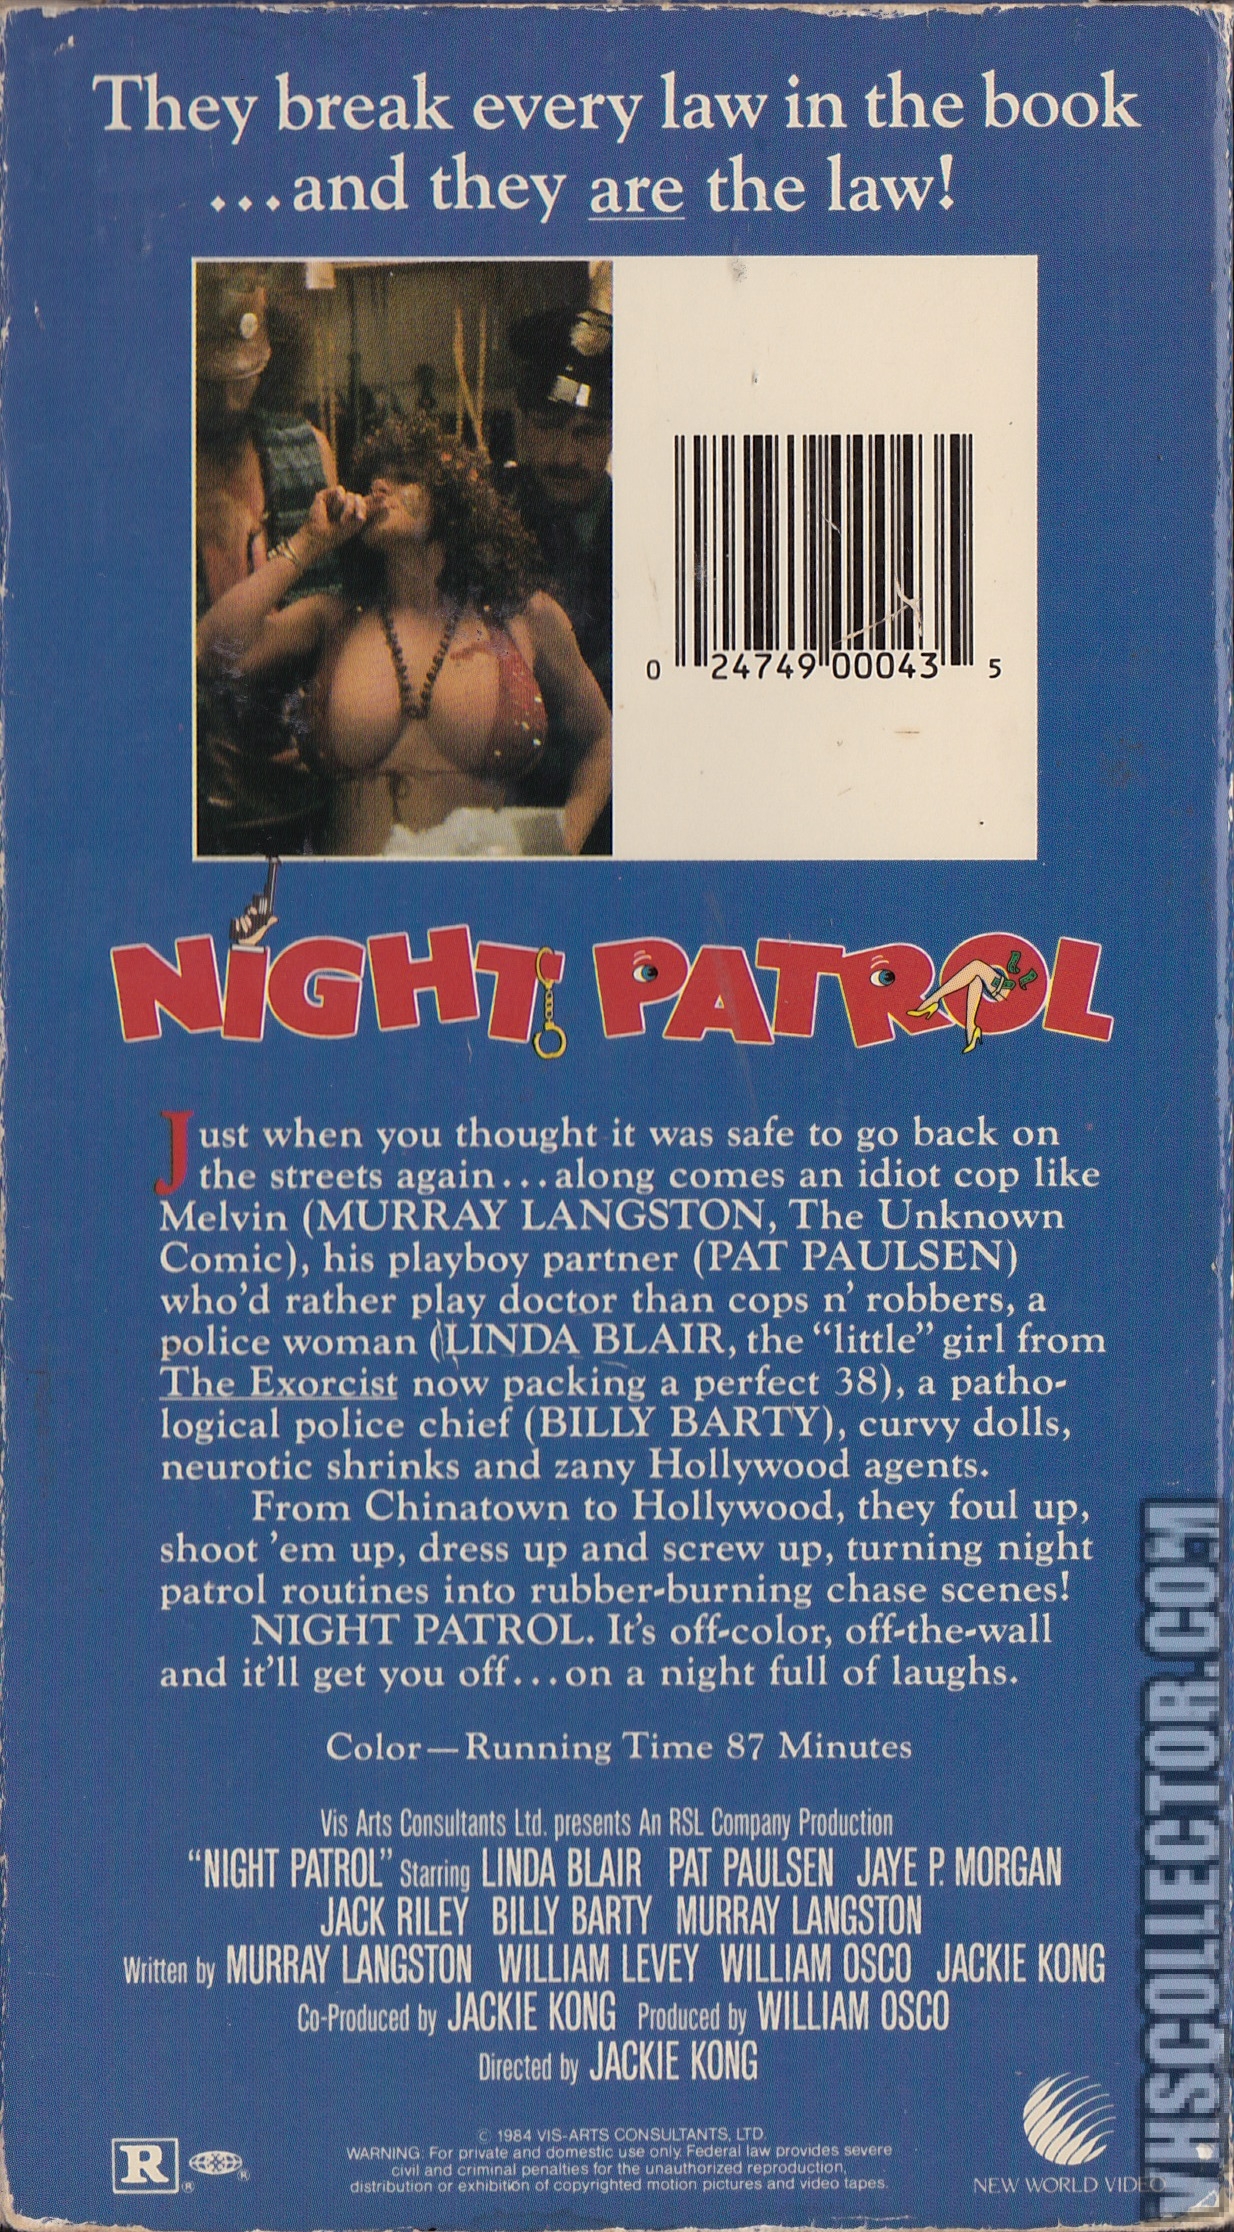 They break every law in the book
...and they are the law!
0 24749 00043 5
NIGHT PATROL
Just when you thought it was safe to go back on
the streets again...along comes an idiot cop like
Melvin (MURRAY LANGSTON, The Unknown
Comic), his playboy partner (PAT PAULSEN)
who'd rather play doctor than cops n' robbers, a
police woman (LINDA BLAIR, the “little” girl from
The Exorcist now packing a perfect 38), a patho-
logical police chief (BILLY BARTY), curvy dolls,
neurotic shrinks and zany Hollywood agents.
From Chinatown to Hollywood, they foul up,
shoot 'em up, dress up and screw up, turning night
patrol routines into rubber-burning chase scenes!
NIGHT PATROL. It's off-color, off-the-wall
and it'll get you off...on a night full of laughs.
Color—Running Time 87 Minutes
Vis Arts Consultants Ltd. presents An RSL Company Production
“NIGHT PATROL” Starring LINDA BLAIR PAT PAULSEN JAYE P. MORGAN
JACK RILEY BILLY BARTY MURRAY LANGSTON
Written by MURRAY LANGSTON WILLIAM LEVEY WILLIAM OSCO JACKIE KONG
Co-Produced by JACKIE KONG Produced by WILLIAM OSCO
Directed by JACKIE KONG
© 1984 VIS-ARTS CONSULTANTS, LTD.
WARNING: For private and domestic use only. Federal law provides severe
civil and criminal penalties for the unauthorized reproduction,
distribution or exhibition of copyrighted motion pictures and video tapes.
R ®
®
NEW WORLD VIDEO
VHSCOLLECTOR.COM